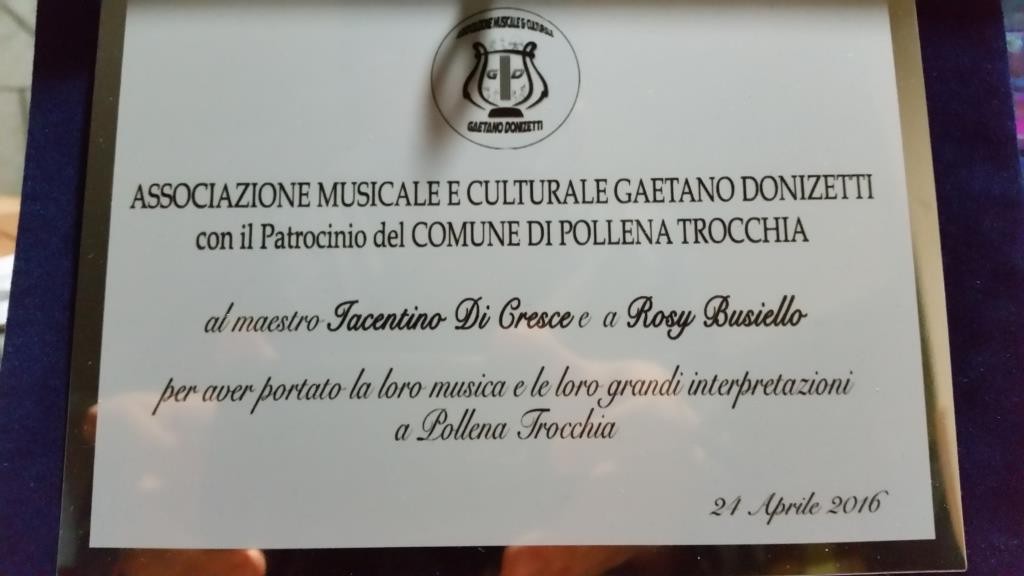 ASSOCIAZIONE MUSICALE & CULTURALE
G D
GAETANO DONIZETTI
ASSOCIAZIONE MUSICALE E CULTURALE GAETANO DONIZETTI
con il Patrocinio del COMUNE DI POLLENA TROCCHIA
al maestro Iacentino Di Cresce e a Rosy Busiello
per aver portato la loro musica e le loro grandi interpretazioni
a Pollena Trocchia
24 Aprile 2016